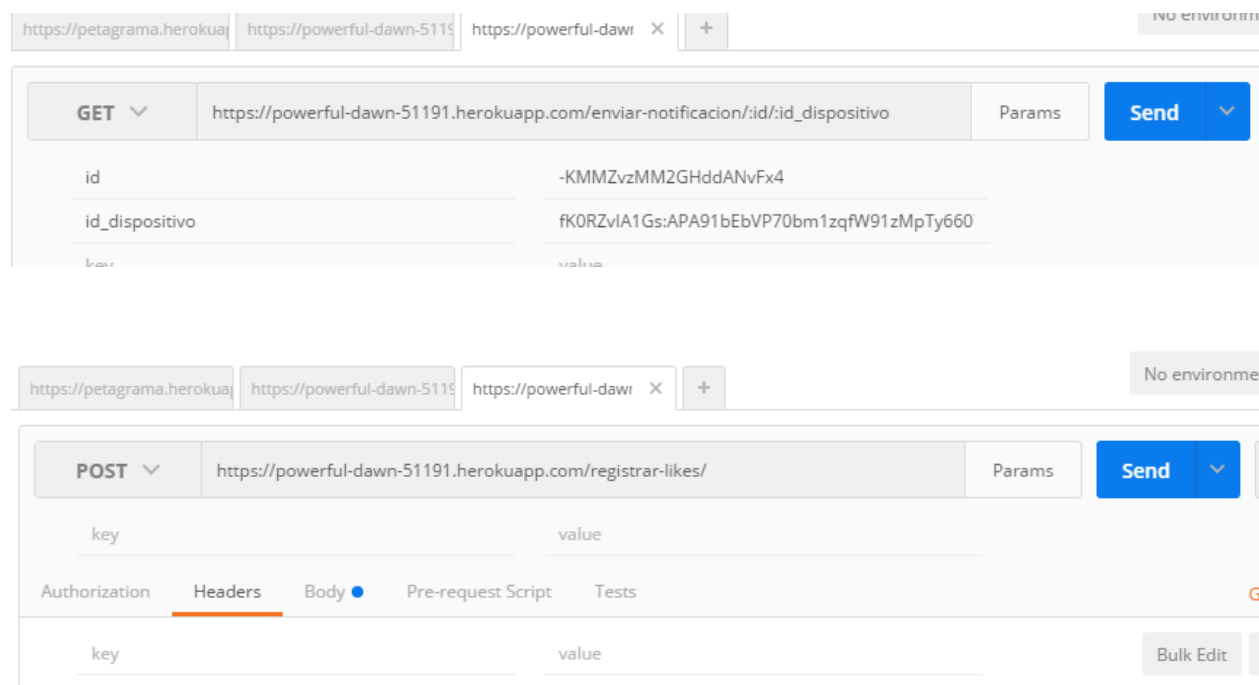 https://petagrama.herokuap https://powerful-dawn-5119 https://powerful-dawr × + No environm
GET https://powerful-dawn-51191.herokuapp.com/enviar-notificacion/:id/:id_dispositivo Params Send
id -KMMZvzMM2GHddANvFx4
id_dispositivo fK0RZvIA1Gs:APA91bEbVP70bm1zqfW91zMpTy660
key value
https://petagrama.herokuap https://powerful-dawn-5119 https://powerful-dawr × + No environme
POST https://powerful-dawn-51191.herokuapp.com/registrar-likes/ Params Send
key value
Authorization Headers Body Pre-request Script Tests G
key value Bulk Edit